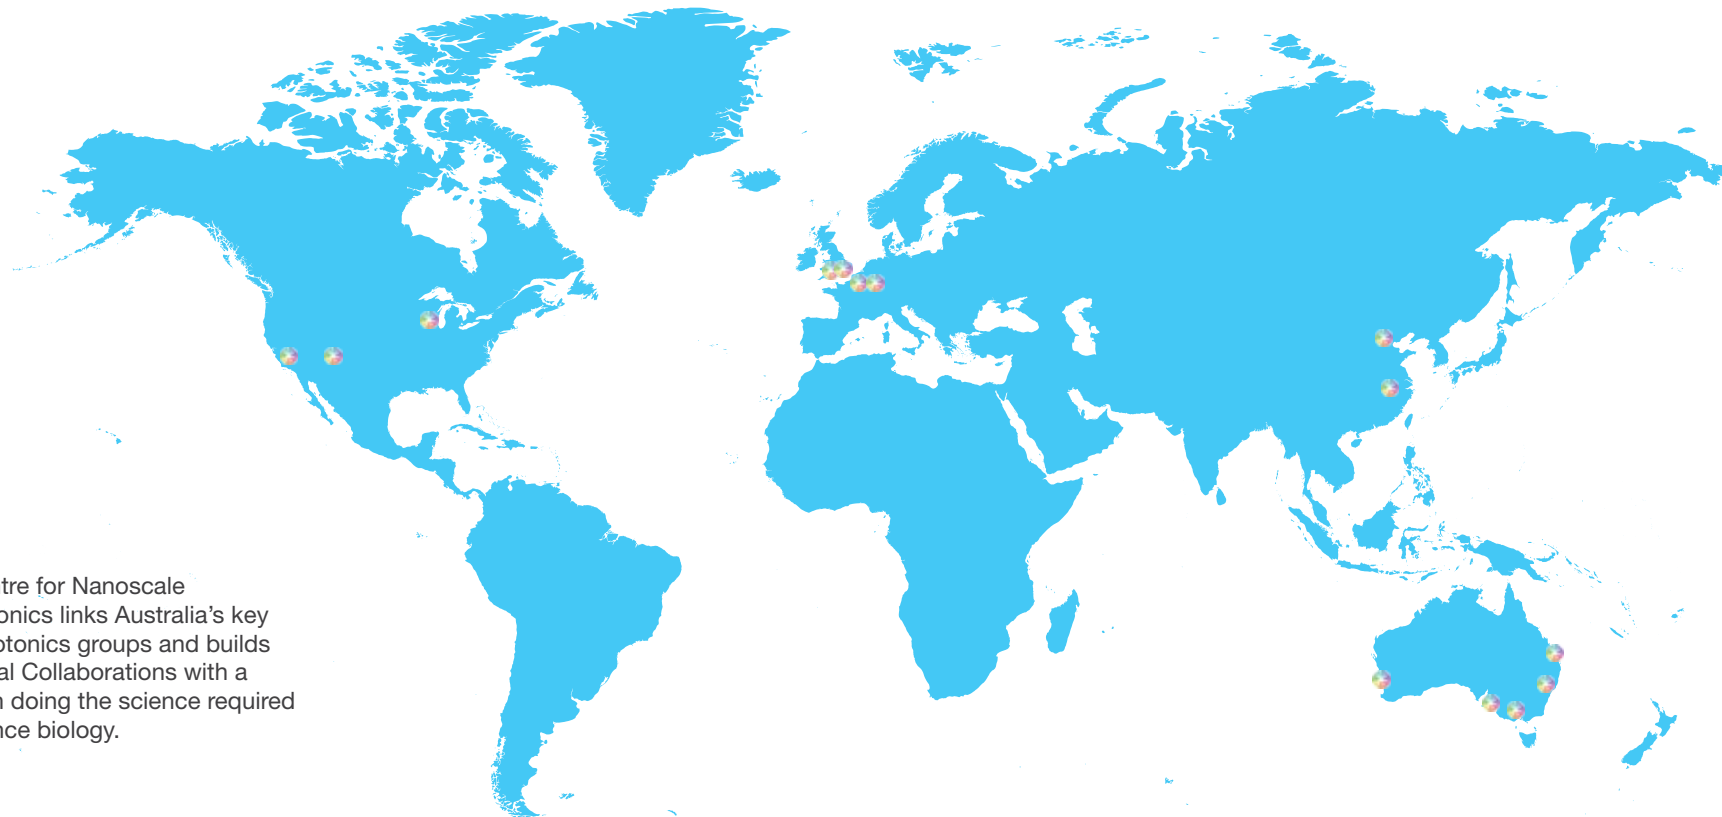 tre for Nanoscale
onics links Australia's key
otonics groups and builds
al Collaborations with a
n doing the science required
nce biology.